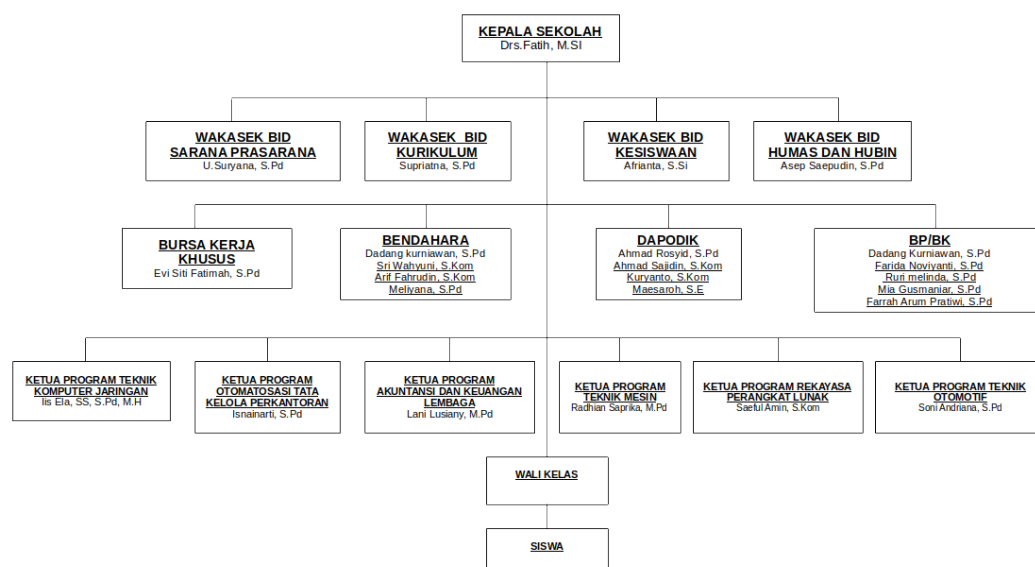 KEPALA SEKOLAH
Drs.Fatih, M.SI
WAKASEK BID
SARANA PRASARANA
U.Suryana, S.Pd
WAKASEK BID
KURIKULUM
Supriatna, S.Pd
WAKASEK BID
KESISWAAN
Afrianta, S.Si
WAKASEK BID
HUMAS DAN HUBIN
Asep Saepudin, S.Pd
BURSA KERJA
KHUSUS
Evi Siti Fatimah, S.Pd
BENDAHARA
Dadang kurniawan, S.Pd
Sri Wahyuni, S.Kom
Arif Fahrudin, S.Kom
Meliyana, S.Pd
DAPODIK
Ahmad Rosyid, S.Pd
Ahmad Sajidin, S.Kom
Kuryanto, S.Kom
Maesaroh, S.E
BP/BK
Dadang Kurniawan, S.Pd
Farida Noviyanti, S.Pd
Ruri melinda, S.Pd
Mia Gusmaniar, S.Pd
Farrah Arum Pratiwi, S.Pd
KETUA PROGRAM TEKNIK
KOMPUTER JARINGAN
Iis Ela, SS, S.Pd, M.H
KETUA PROGRAM
OTOMATOSASI TATA
KELOLA PERKANTORAN
Isnainarti, S.Pd
KETUA PROGRAM
AKUNTANSI DAN KEUANGAN
LEMBAGA
Lani Lusiany, M.Pd
KETUA PROGRAM
TEKNIK MESIN
Radhian Saprika, M.Pd
KETUA PROGRAM REKAYASA
PERANGKAT LUNAK
Saeful Amin, S.Kom
KETUA PROGRAM TEKNIK
OTOMOTIF
Soni Andriana, S.Pd
WALI KELAS
SISWA